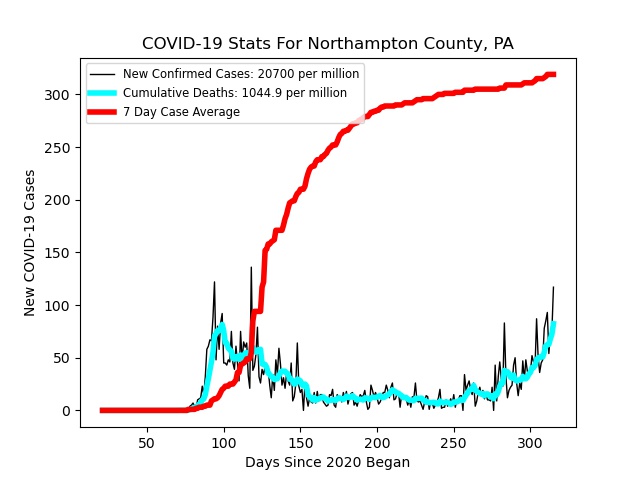 COVID-19 Stats For Northampton County, PA
New Confirmed Cases: 20700 per million
Cumulative Deaths: 1044.9 per million
7 Day Case Average
New COVID-19 Cases
300
250
200
150
100
50
0
50 100 150 200 250 300
Days Since 2020 Began